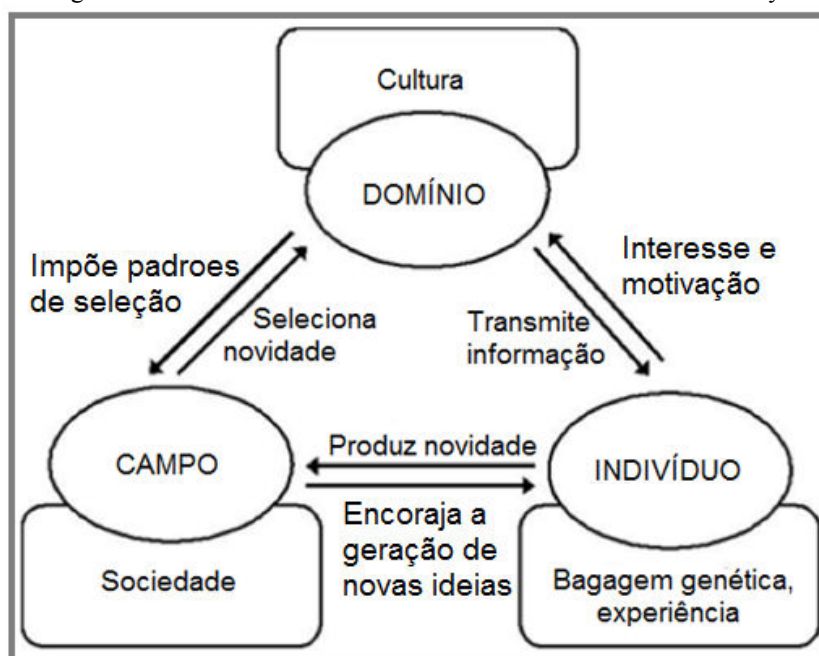 Cultura
DOMÍNIO
Impõe padroes
de seleção
Interesse e
motivação
Seleciona
novidade
Transmite
informação
CAMPO
Produz novidade
INDIVÍDUO
Encoraja a
geração de
novas ideias
Sociedade
Bagagem genética,
experiência